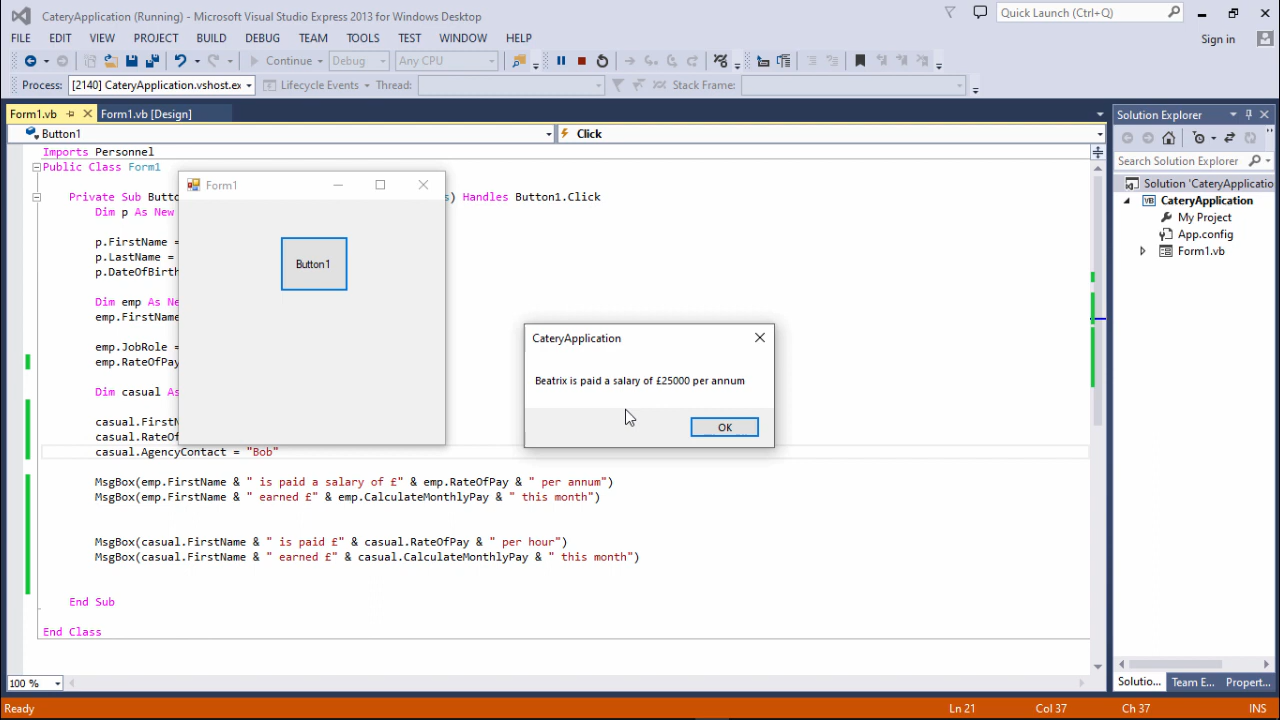 CateryApplication (Running) - Microsoft Visual Studio Express 2013 for Windows Desktop
Quick Launch (Ctrl+Q)
FILE EDIT VIEW PROJECT BUILD DEBUG TEAM TOOLS TEST WINDOW HELP
Sign in
Continue Debug Any CPU
Process: [2140] CateryApplication.vshost.ex Lifecycle Events Thread: Stack Frame:
Form1.vb Form1.vb [Design]
Solution Explorer
Button1 Click
Search Solution Explorer
Imports Personnel
Public Class Form1
Private Sub Butto s) Handles Button1.Click
Dim p As New
p.FirstName =
p.LastName =
p.DateOfBirth
Dim emp As Ne
emp.FirstName
emp.JobRole =
emp.RateOfPay
Dim casual As
casual.FirstN
casual.RateOf
casual.AgencyContact = "Bob"
MsgBox(emp.FirstName & " is paid a salary of £" & emp.RateOfPay & " per annum")
MsgBox(emp.FirstName & " earned £" & emp.CalculateMonthlyPay & " this month")
MsgBox(casual.FirstName & " is paid £" & casual.RateOfPay & " per hour")
MsgBox(casual.FirstName & " earned £" & casual.CalculateMonthlyPay & " this month")
End Sub
End Class
Form1
Button1
CateryApplication
Beatrix is paid a salary of £25000 per annum
OK
Solution 'CateryApplication
CateryApplication
My Project
App.config
Form1.vb
100 %
Solutio... Team E... Propert...
Ready Ln 21 Col 37 Ch 37 INS